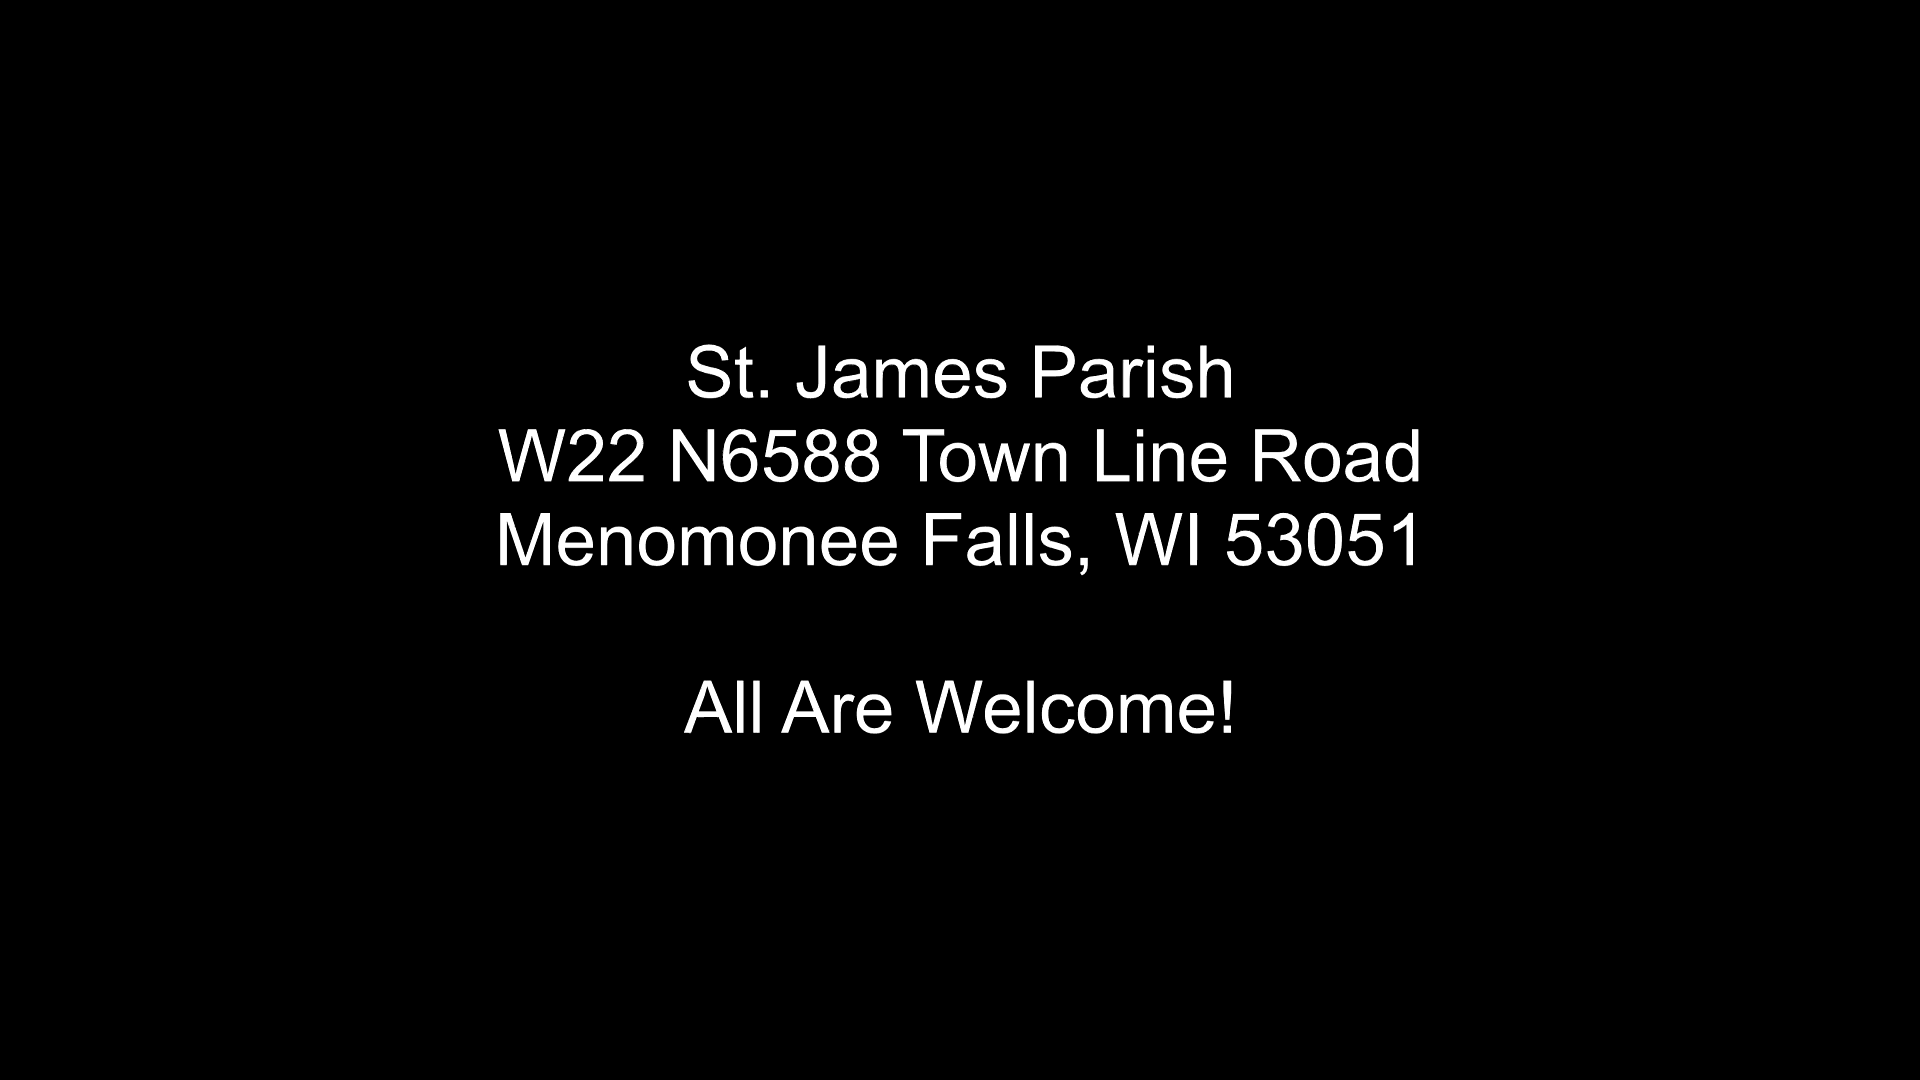 St. James Parish
W22 N6588 Town Line Road
Menomonee Falls, WI 53051
All Are Welcome!